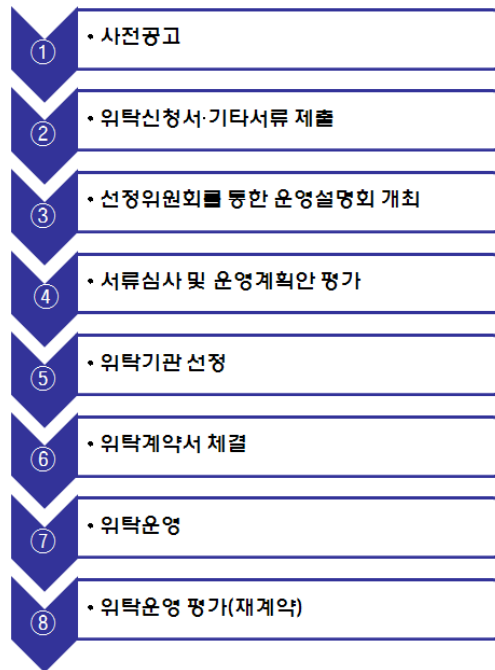 ① • 사전공고
② • 위탁신청서·기타서류 제출
③ • 선정위원회를 통한 운영설명회 개최
④ • 서류심사 및 운영계획안 평가
⑤ • 위탁기관 선정
⑥ • 위탁계약서 체결
⑦ • 위탁운영
⑧ • 위탁운영 평가(재계약)